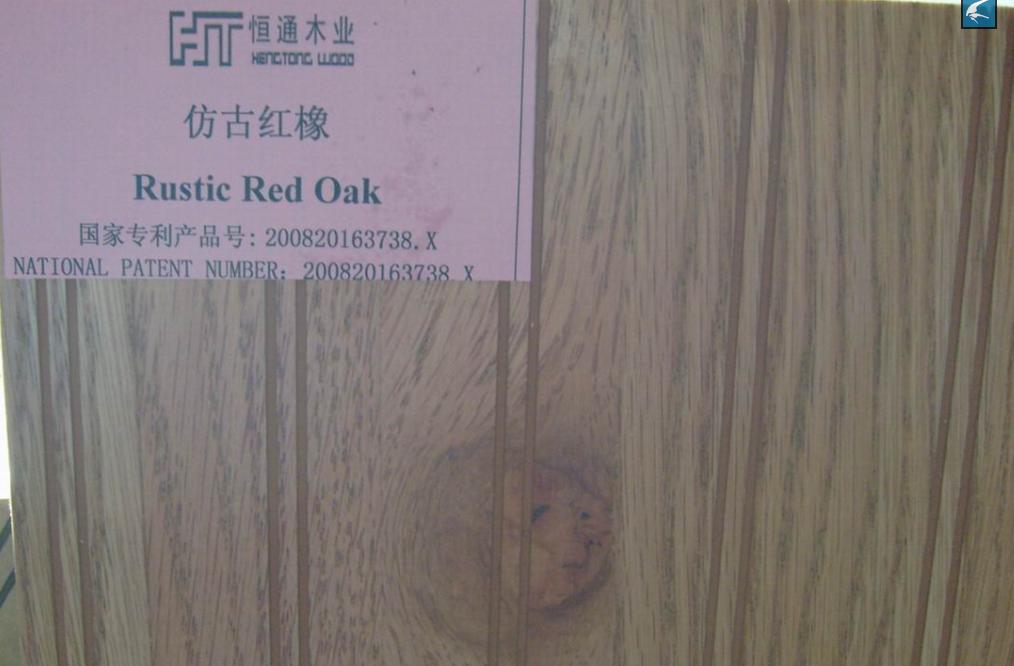 恒通木业
HENGTONG WOOD
仿古红橡
Rustic Red Oak
国家专利产品号: 200820163738.X
NATIONAL PATENT NUMBER: 200820163738.X